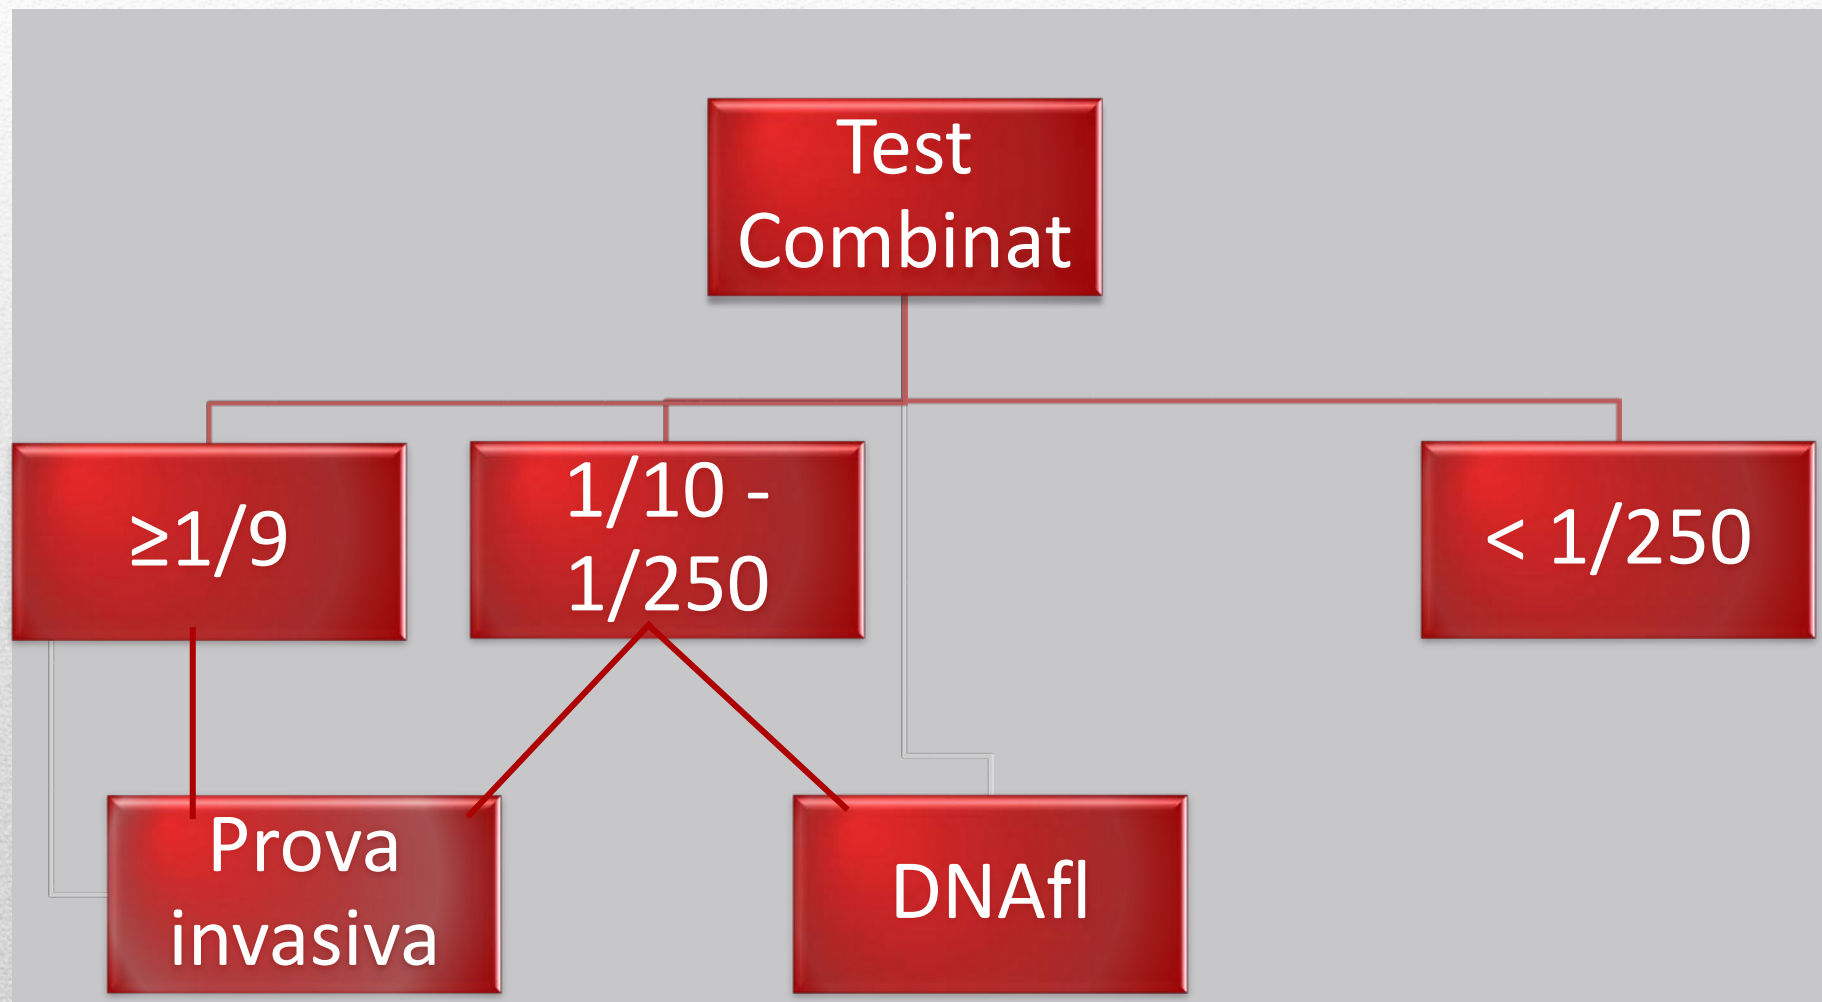 Test
Combinat
≥1/9
1/10 -
1/250
< 1/250
Prova
invasiva
DNAfl